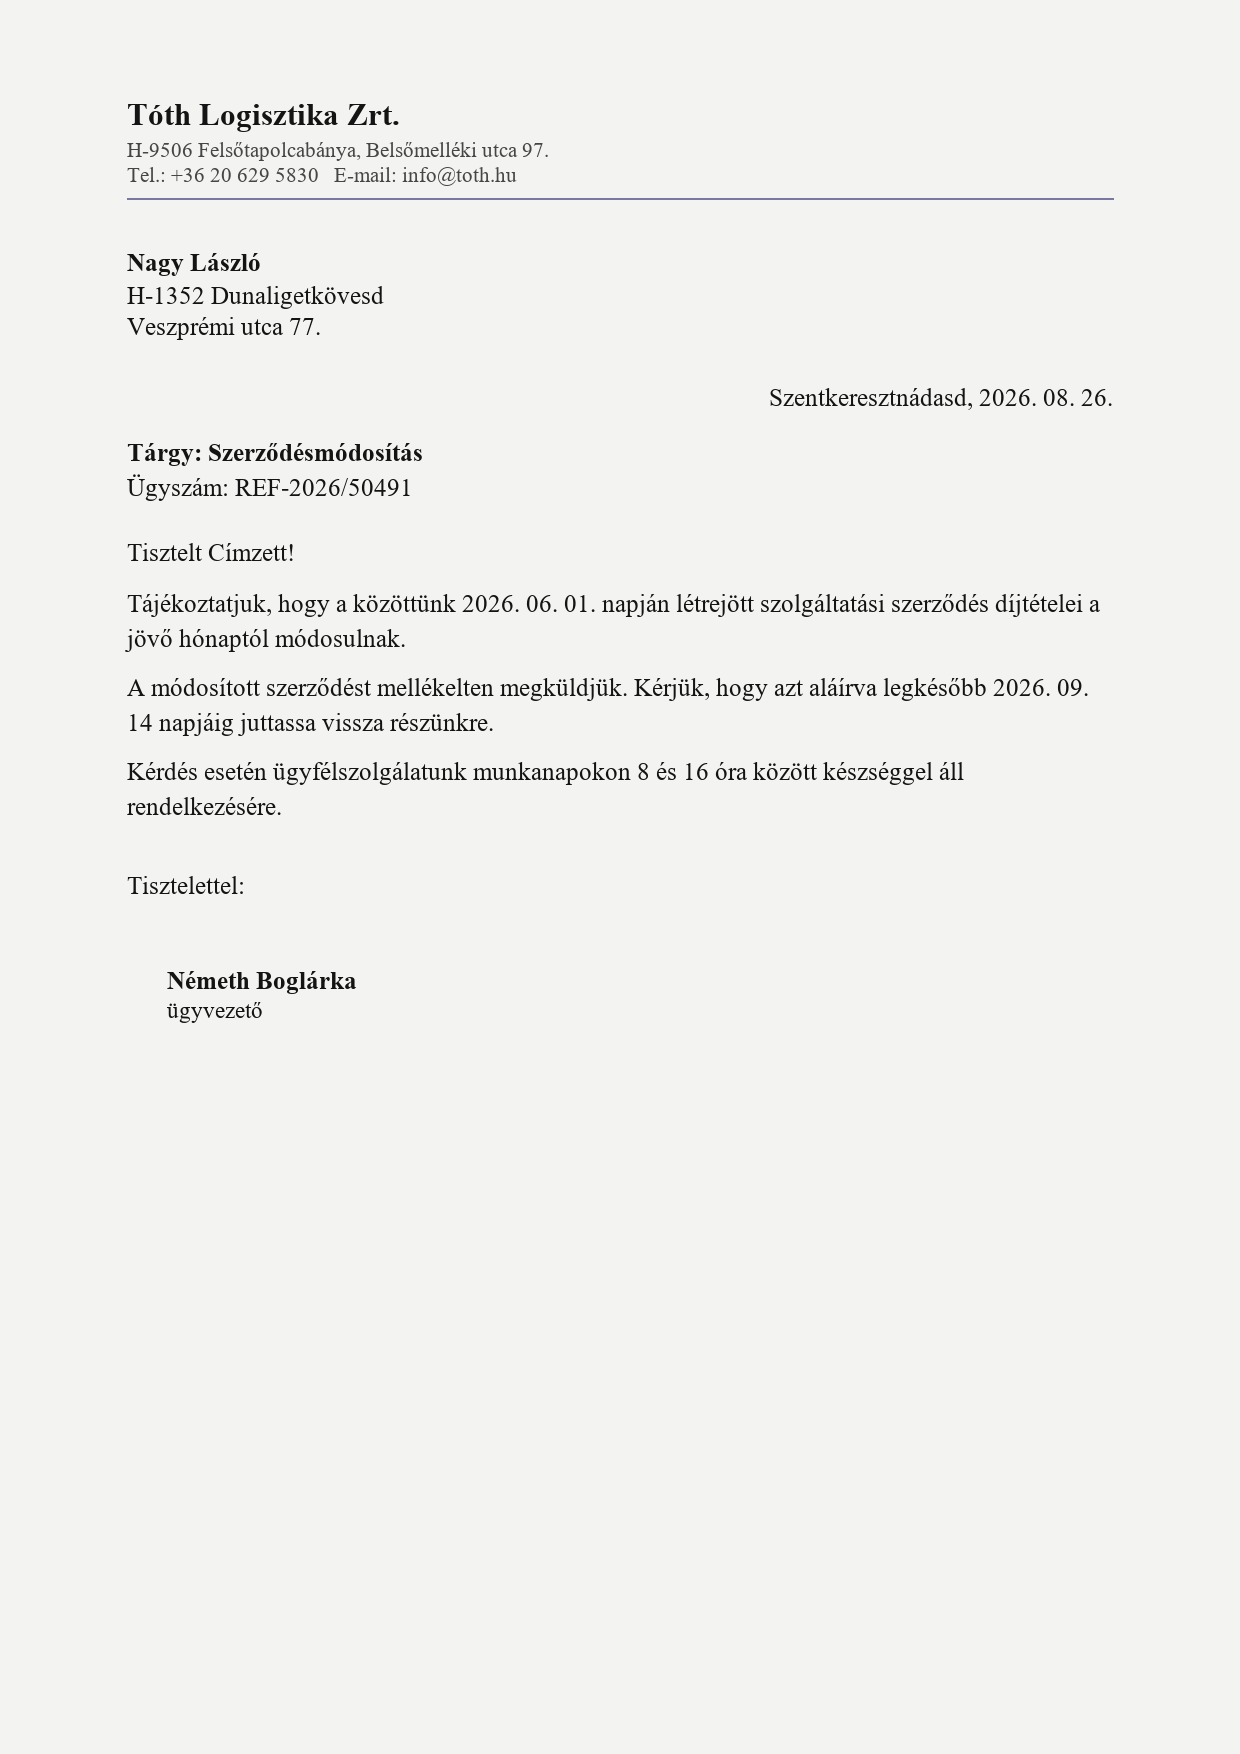 Tóth Logisztika Zrt.
H-9506 Felsőtapolcabánya, Belsőmelléki utca 97.
Tel.: +36 20 629 5830   E-mail: info@toth.hu
Nagy László
H-1352 Dunaligetkövesd
Veszprémi utca 77.
Szentkeresztnádasd, 2026. 08. 26.
Tárgy: Szerződésmódosítás
Ügyszám: REF-2026/50491
Tisztelt Címzett!
Tájékoztatjuk, hogy a közöttünk 2026. 06. 01. napján létrejött szolgáltatási szerződés díjtételei a
jövő hónaptól módosulnak.
A módosított szerződést mellékelten megküldjük. Kérjük, hogy azt aláírva legkésőbb 2026. 09.
14 napjáig juttassa vissza részünkre.
Kérdés esetén ügyfélszolgálatunk munkanapokon 8 és 16 óra között készséggel áll
rendelkezésére.
Tisztelettel:
Németh Boglárka
ügyvezető